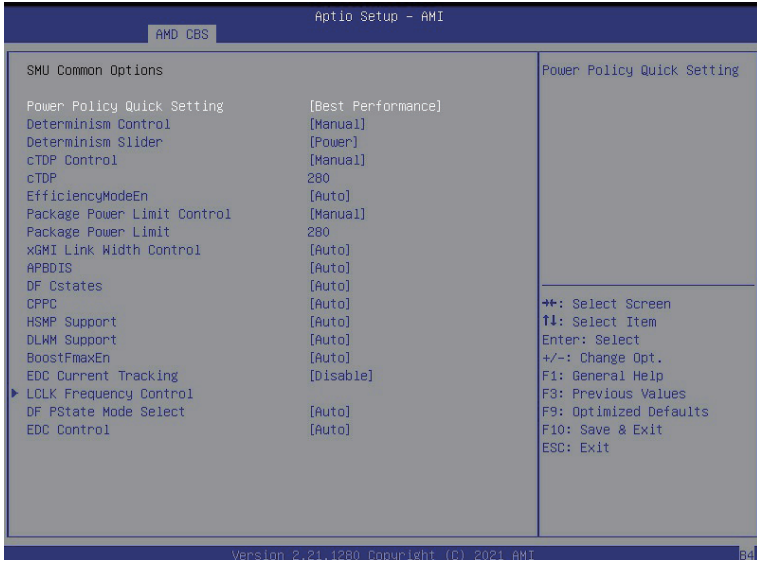 Aptio Setup – AMI
AMD CBS
SMU Common Options
Power Policy Quick Setting [Best Performance]
Determinism Control [Manual]
Determinism Slider [Power]
cTDP Control [Manual]
cTDP 280
EfficiencyModeEn [Auto]
Package Power Limit Control [Manual]
Package Power Limit 280
xGMI Link Width Control [Auto]
APBDIS [Auto]
DF Cstates [Auto]
CPPC [Auto]
HSMP Support [Auto]
DLWM Support [Auto]
BoostFmaxEn [Auto]
EDC Current Tracking [Disable]
LCLK Frequency Control
DF PState Mode Select [Auto]
EDC Control [Auto]
Power Policy Quick Setting
→←: Select Screen
↑↓: Select Item
Enter: Select
+/-: Change Opt.
F1: General Help
F3: Previous Values
F9: Optimized Defaults
F10: Save & Exit
ESC: Exit
Version 2.21.1280 Copyright (C) 2021 AMI
B4